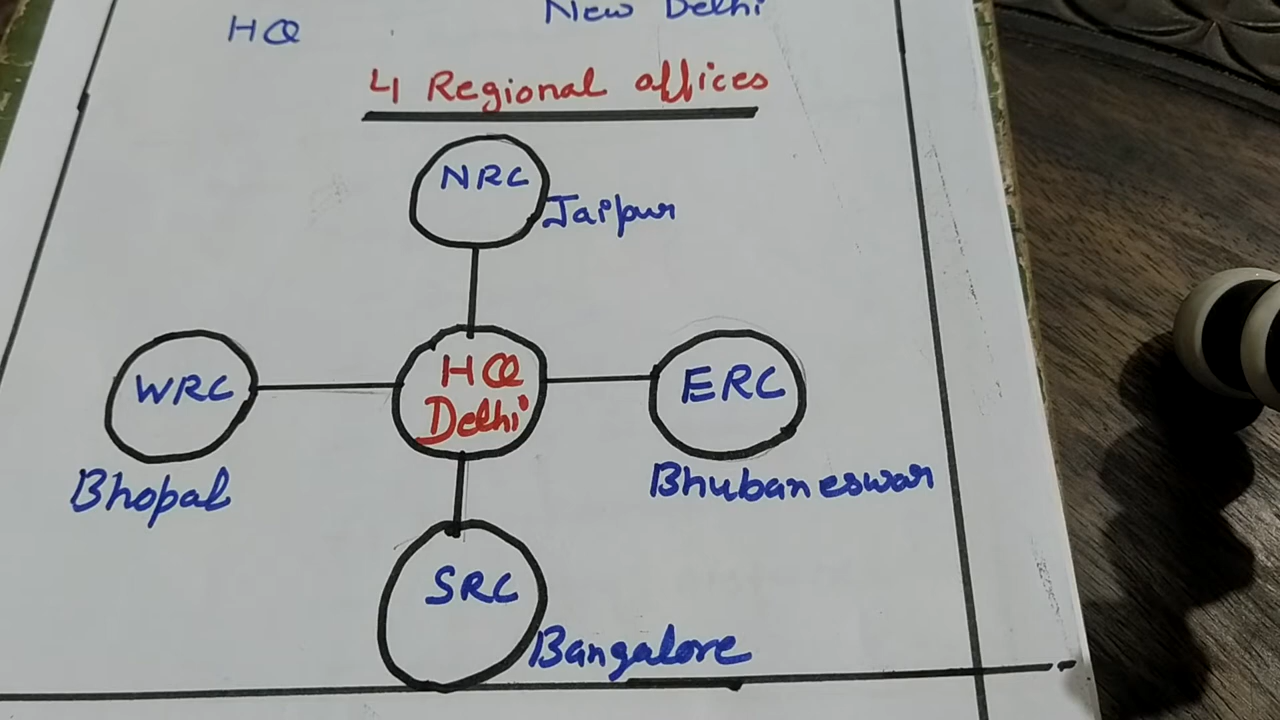 HQ New Delhi
4 Regional offices
NRC
Jaipur
WRC
HQ
Delhi
ERC
Bhopal
Bhubaneswar
SRC
Bangalore